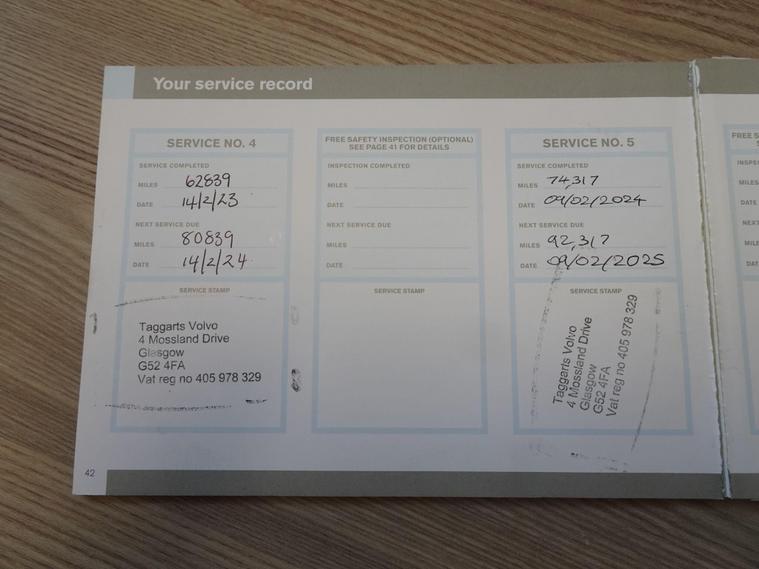 Your service record
SERVICE NO. 4
SERVICE COMPLETED
MILES 62839
DATE 14/2/23
NEXT SERVICE DUE
MILES 80839
DATE 14/2/24
SERVICE STAMP
Taggarts Volvo
4 Mossland Drive
Glasgow
G52 4FA
Vat reg no 405 978 329
FREE SAFETY INSPECTION (OPTIONAL)
SEE PAGE 41 FOR DETAILS
INSPECTION COMPLETED
MILES
DATE
NEXT SERVICE DUE
MILES
DATE
SERVICE STAMP
SERVICE NO. 5
SERVICE COMPLETED
MILES 74,317
DATE 09/02/2024
NEXT SERVICE DUE
MILES 92,317
DATE 09/02/2025
SERVICE STAMP
Taggarts Volvo
4 Mossland Drive
Glasgow
G52 4FA
Vat reg no 405 978 329
FREE S
42